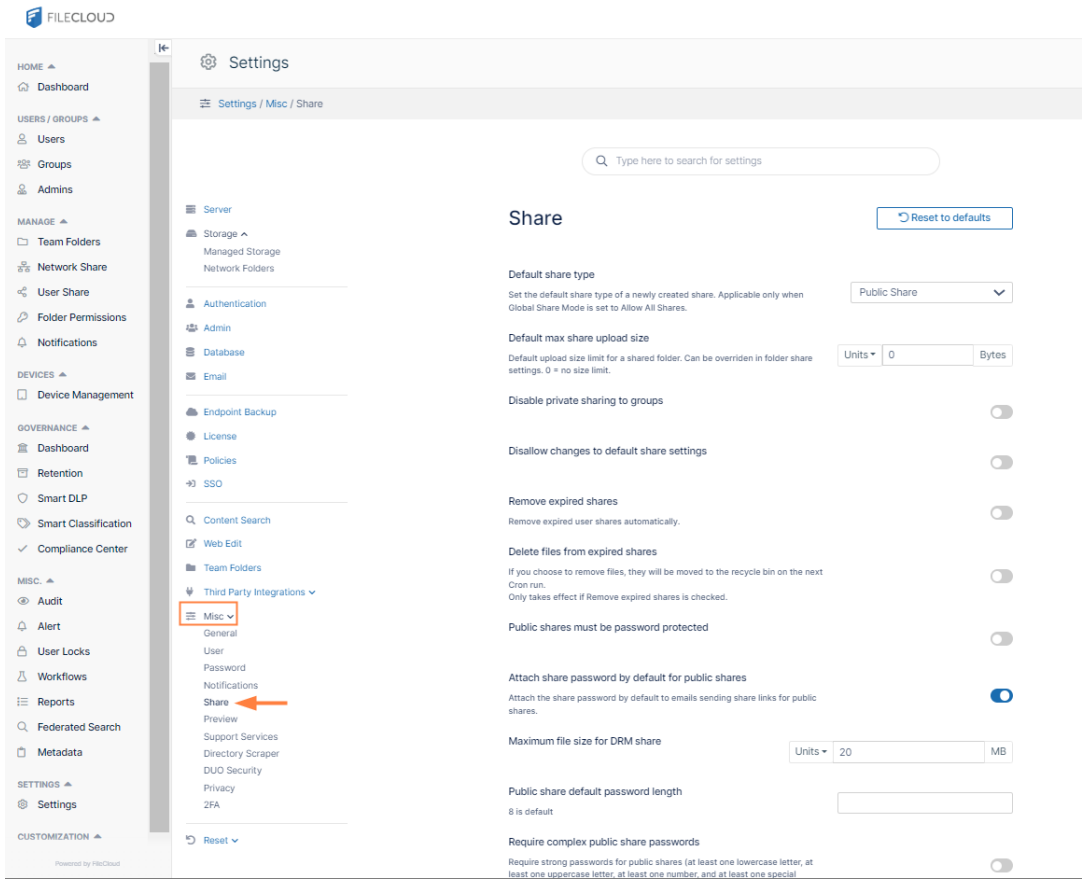 FILECLOUD
HOME
Dashboard
USERS / GROUPS
Users
Groups
Admins
MANAGE
Team Folders
Network Share
User Share
Folder Permissions
Notifications
DEVICES
Device Management
GOVERNANCE
Dashboard
Retention
Smart DLP
Smart Classification
Compliance Center
MISC.
Audit
Alert
User Locks
Workflows
Reports
Federated Search
Metadata
SETTINGS
Settings
CUSTOMIZATION
Powered by FileCloud
Settings
Settings / Misc / Share
Type here to search for settings
Server
Storage
Managed Storage
Network Folders
Authentication
Admin
Database
Email
Endpoint Backup
License
Policies
SSO
Content Search
Web Edit
Team Folders
Third Party Integrations
Misc
General
User
Password
Notifications
Share
Preview
Support Services
Directory Scraper
DUO Security
Privacy
2FA
Reset
Share
Reset to defaults
Default share type
Set the default share type of a newly created share. Applicable only when
Global Share Mode is set to Allow All Shares.
Public Share
Default max share upload size
Default upload size limit for a shared folder. Can be overriden in folder share
settings. 0 = no size limit.
Units 0 Bytes
Disable private sharing to groups
Disallow changes to default share settings
Remove expired shares
Remove expired user shares automatically.
Delete files from expired shares
If you choose to remove files, they will be moved to the recycle bin on the next
Cron run.
Only takes effect if Remove expired shares is checked.
Public shares must be password protected
Attach share password by default for public shares
Attach the share password by default to emails sending share links for public
shares.
Maximum file size for DRM share
Units 20 MB
Public share default password length
8 is default
Require complex public share passwords
Require strong passwords for public shares (at least one lowercase letter, at
least one uppercase letter, at least one number, and at least one special